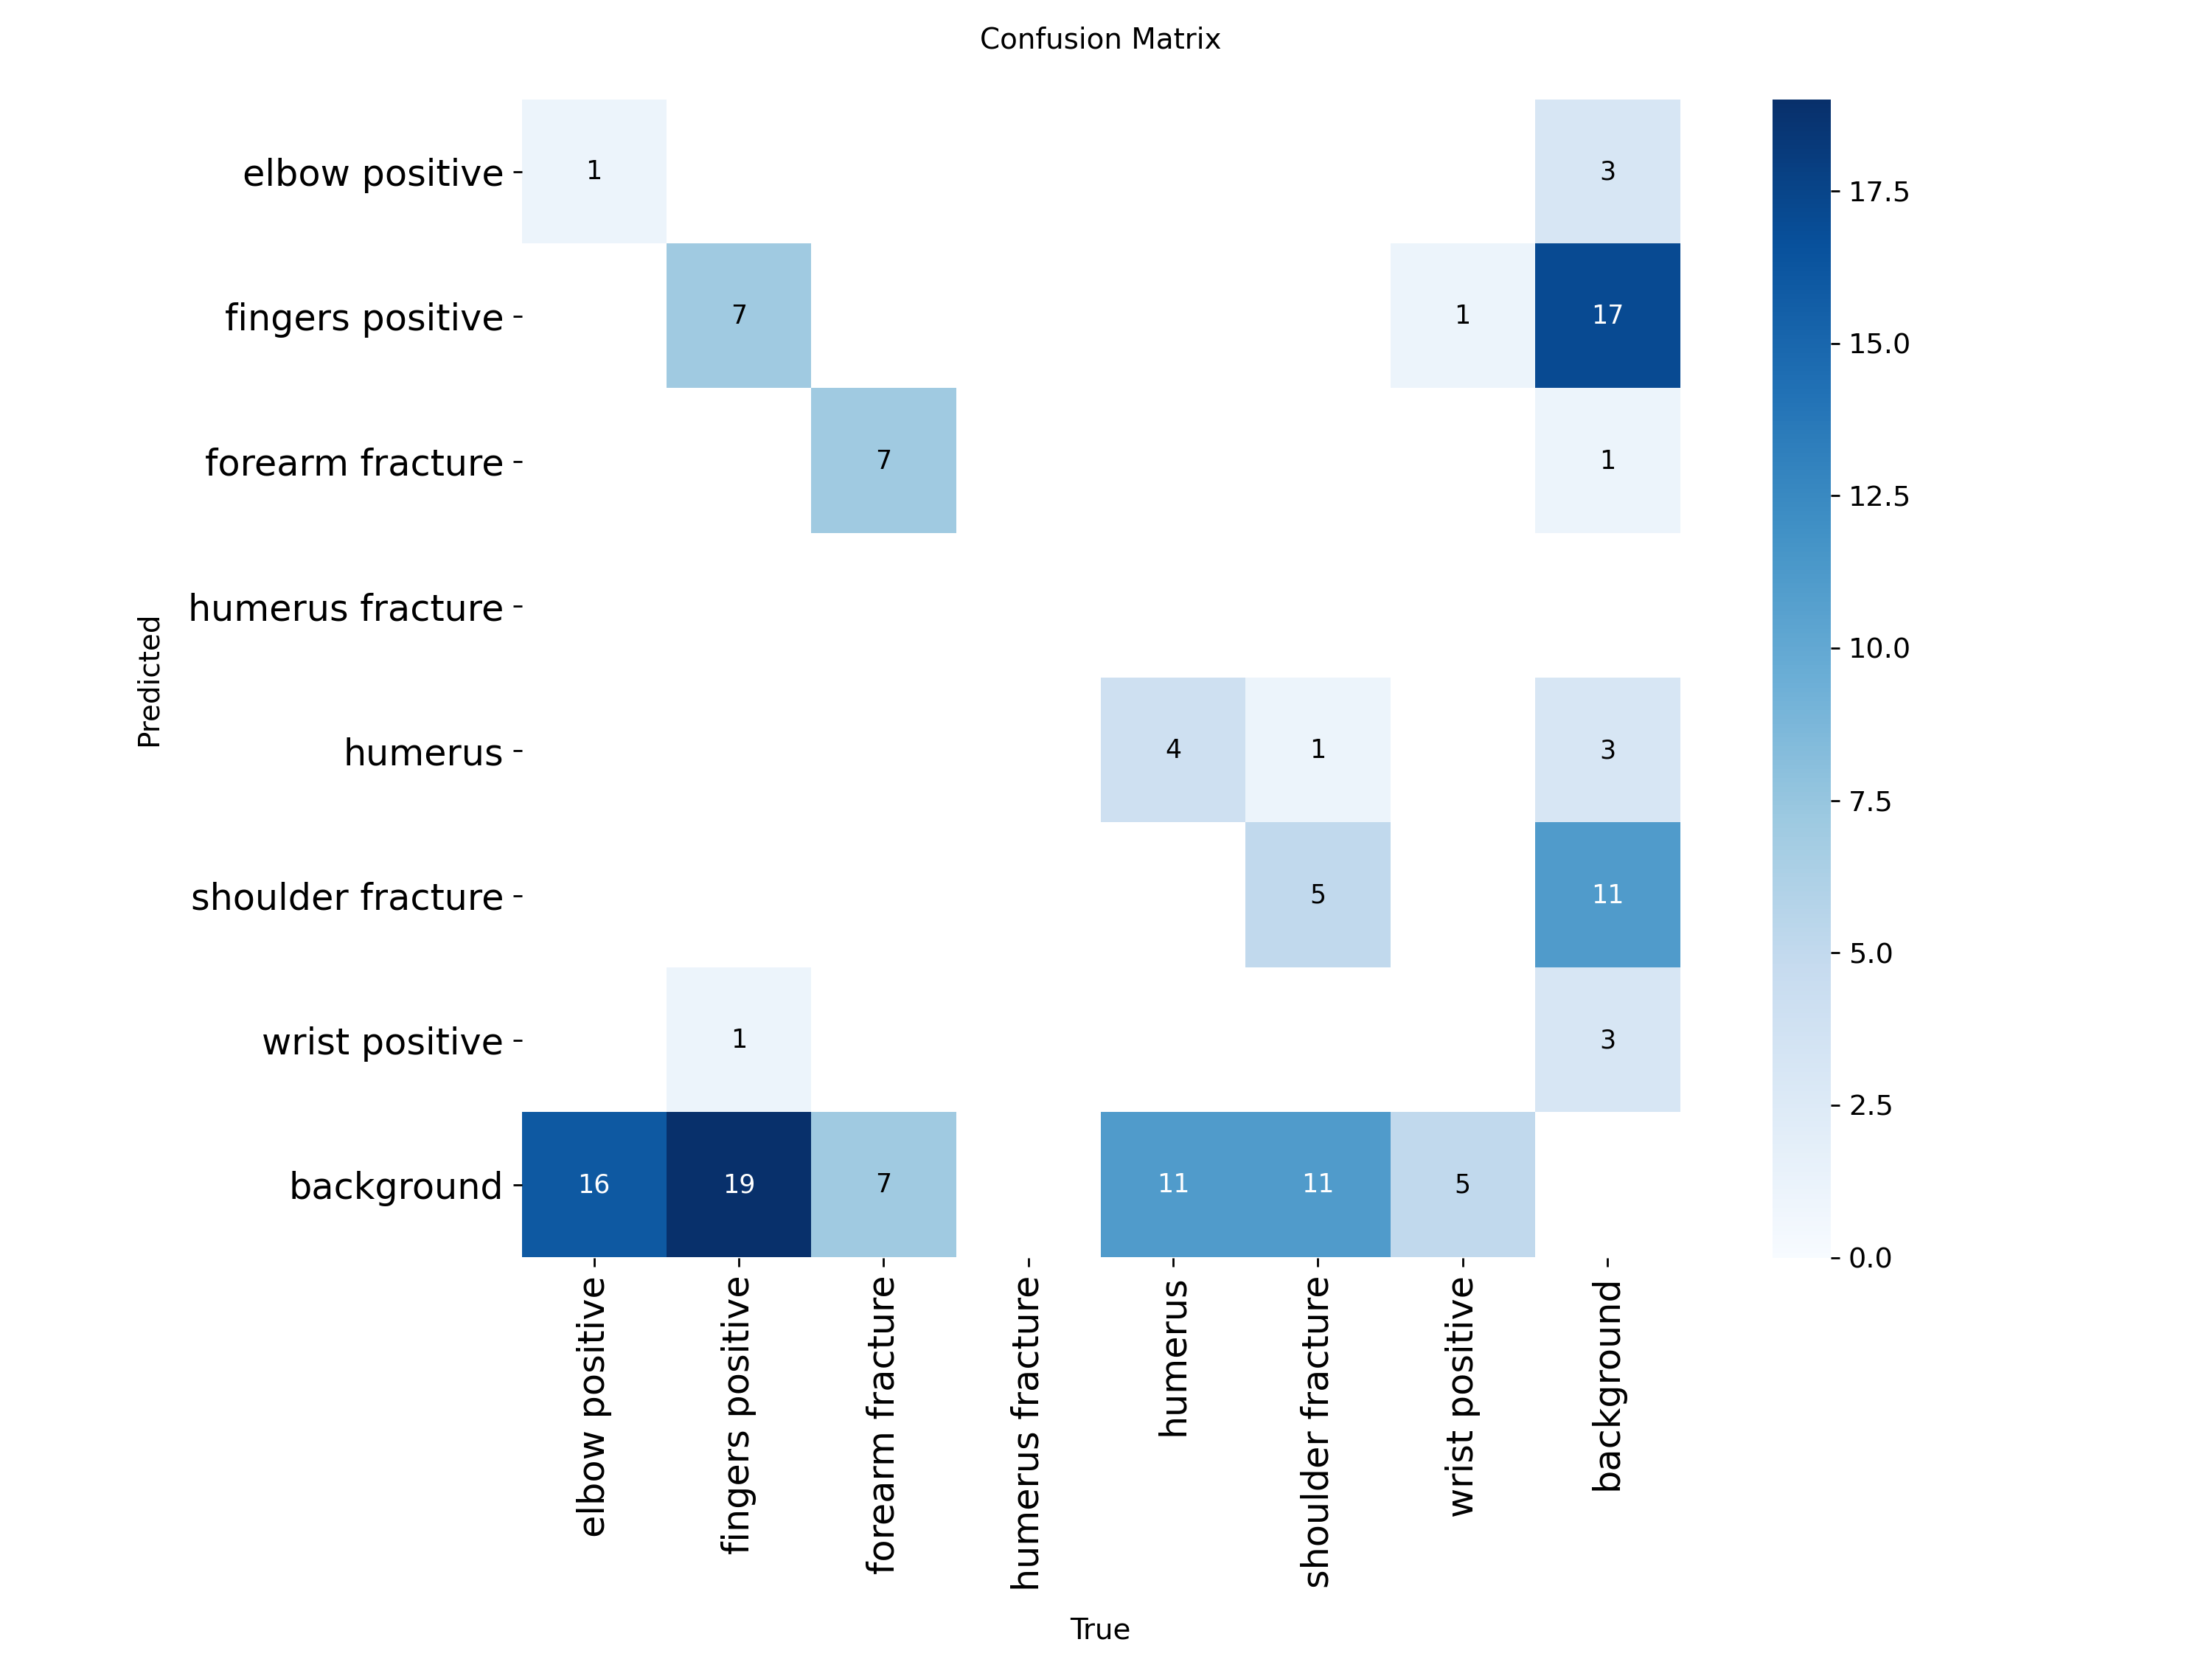 Confusion Matrix
elbow positive 1 3
fingers positive 7 1 17
forearm fracture 7 1
humerus fracture
humerus 4 1 3
shoulder fracture 5 11
wrist positive 1 3
background 16 19 7 11 11 5
Predicted
elbow positive
fingers positive
forearm fracture
humerus fracture
humerus
shoulder fracture
wrist positive
background
True
17.5
15.0
12.5
10.0
7.5
5.0
2.5
0.0